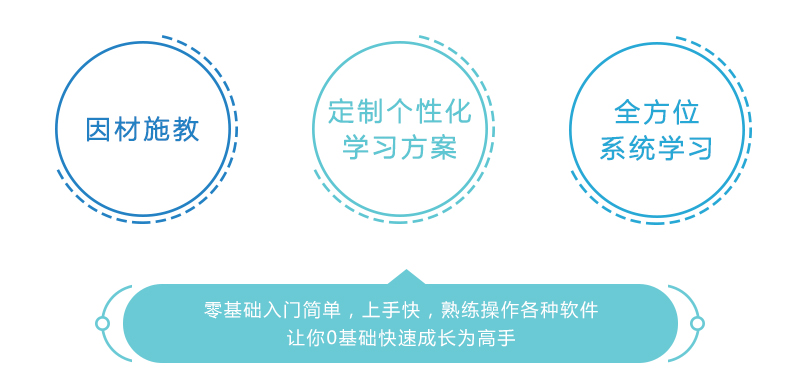 因材施教
定制个性化
学习方案
全方位
系统学习
零基础入门简单，上手快，熟练操作各种软件
让你0基础快速成长为高手